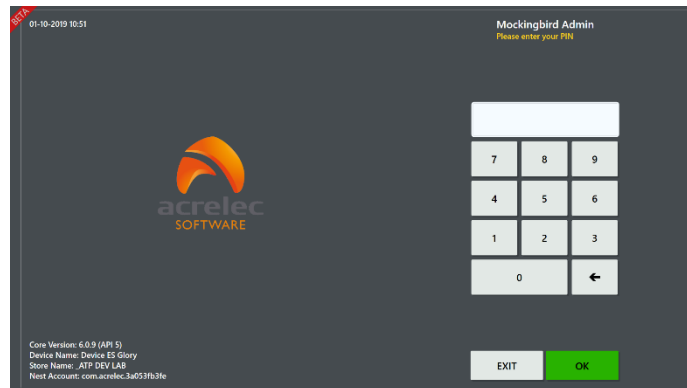 BETA
01-10-2019 10:51
Mockingbird Admin
Please enter your PIN
acrelec
SOFTWARE
7 8 9
4 5 6
1 2 3
0 ←
Core Version: 6.0.9 (API 5)
Device Name: Device ES Glory
Store Name: _ATP DEV LAB
Nest Account: com.acrelec.3a053fb3fe
EXIT OK